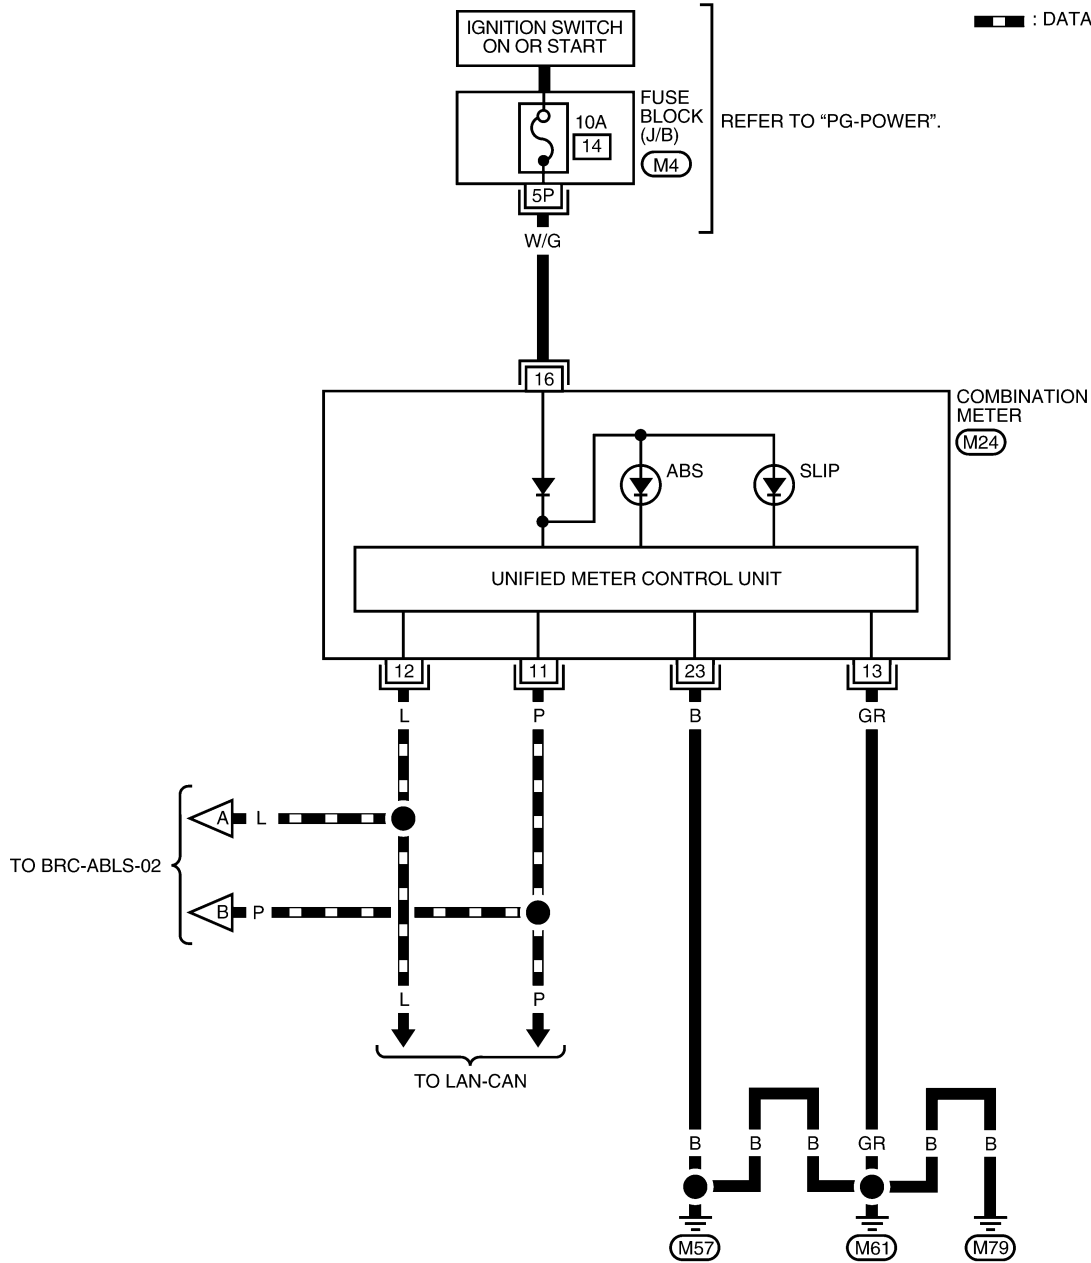 IGNITION SWITCH
ON OR START
: DATA
FUSE
BLOCK
(J/B)
M4
10A
14
REFER TO “PG-POWER”.
5P
W/G
16
COMBINATION
METER
M24
ABS
SLIP
UNIFIED METER CONTROL UNIT
12
11
23
13
L
P
B
GR
A
L
TO BRC-ABLS-02
B
P
L
P
TO LAN-CAN
B
B
B
GR
B
B
M57
M61
M79